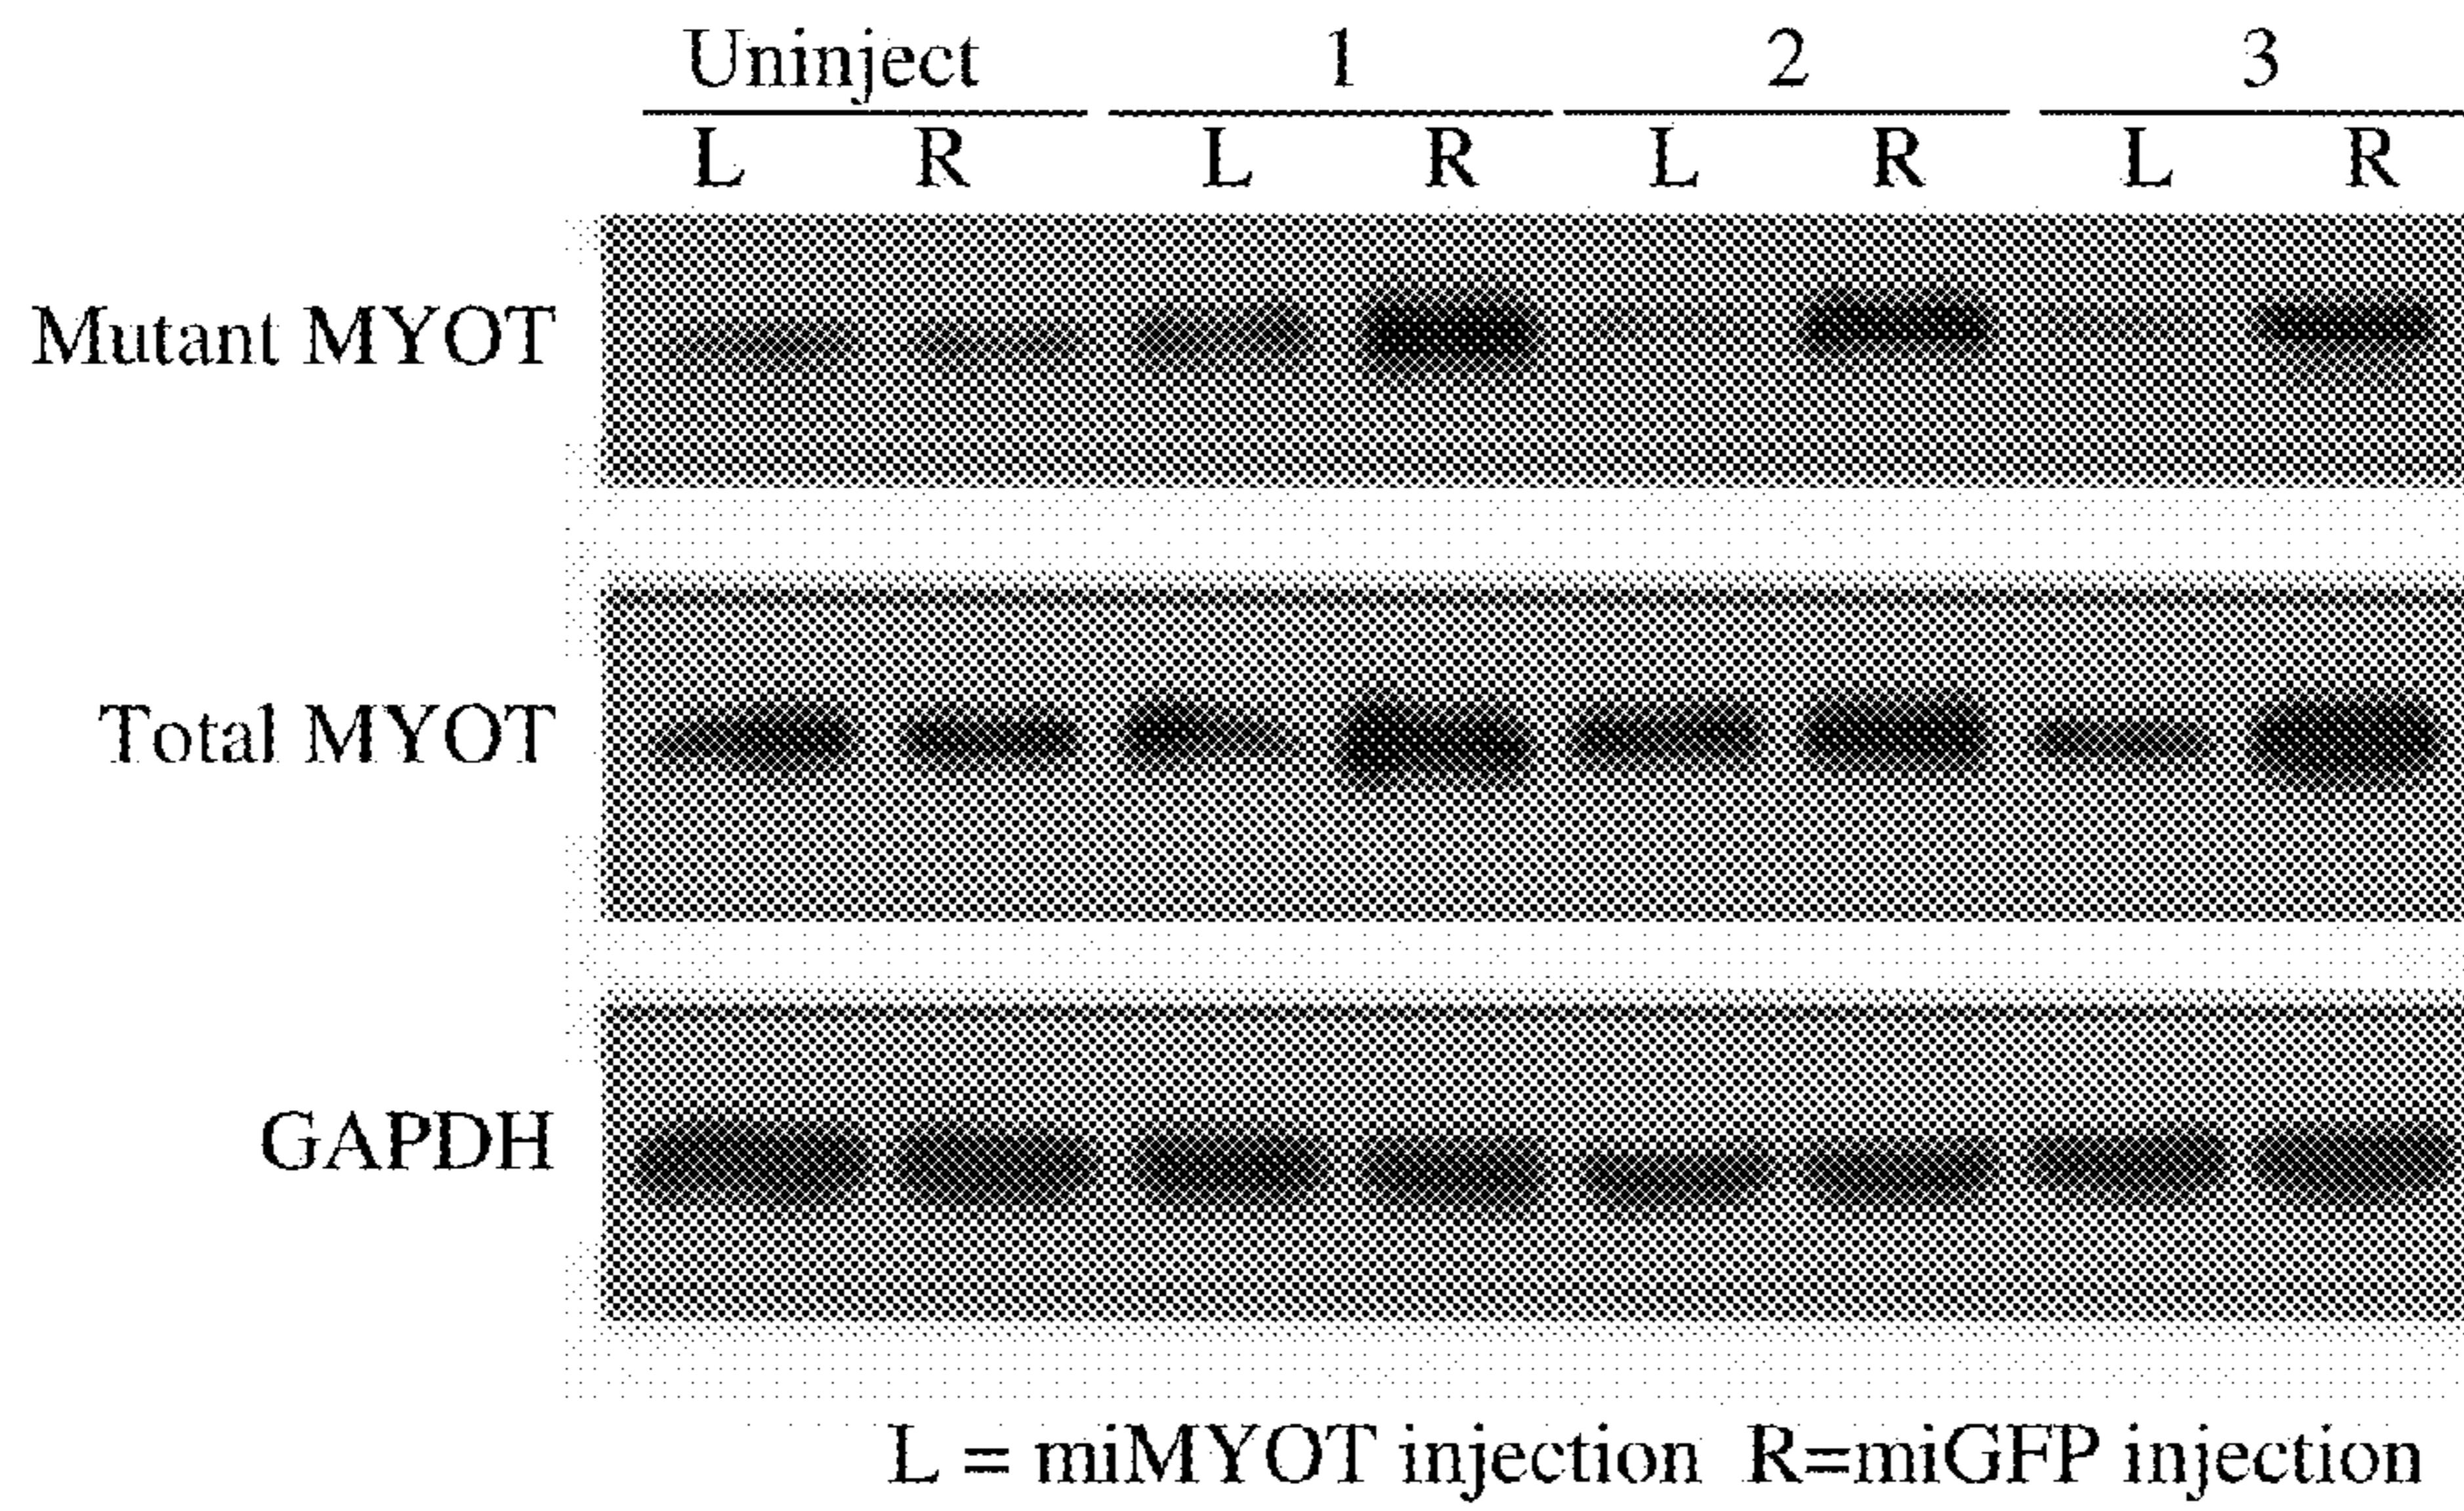 Uninject 1 2 3
L R L R L R L R
Mutant MYOT
Total MYOT
GAPDH
L = miMYOT injection R=miGFP injection